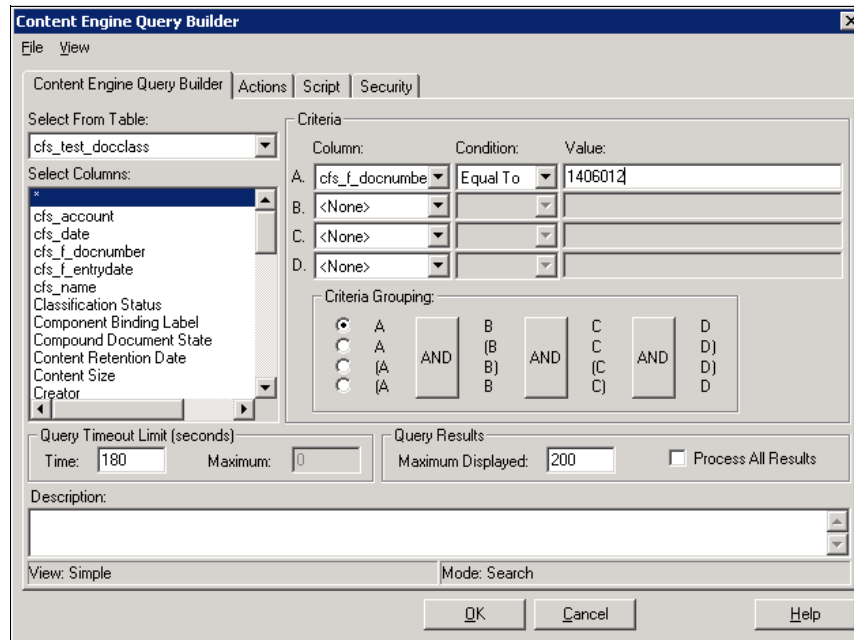 Content Engine Query Builder
File View
Content Engine Query Builder Actions Script Security
Select From Table:
cfs_test_docclass
Select Columns:
*
cfs_account
cfs_date
cfs_f_docnumber
cfs_f_entrydate
cfs_name
Classification Status
Component Binding Label
Compound Document State
Content Retention Date
Content Size
Creator
Criteria
Column: Condition: Value:
A. cfs_f_docnumbe Equal To 1406012
B. <None>
C. <None>
D. <None>
Criteria Grouping:
A B C D
A (B C D)
(A B) (C D)
(A B C) D
AND AND AND
Query Timeout Limit (seconds)
Time: 180 Maximum: 0
Query Results
Maximum Displayed: 200 Process All Results
Description:
View: Simple Mode: Search
OK Cancel Help